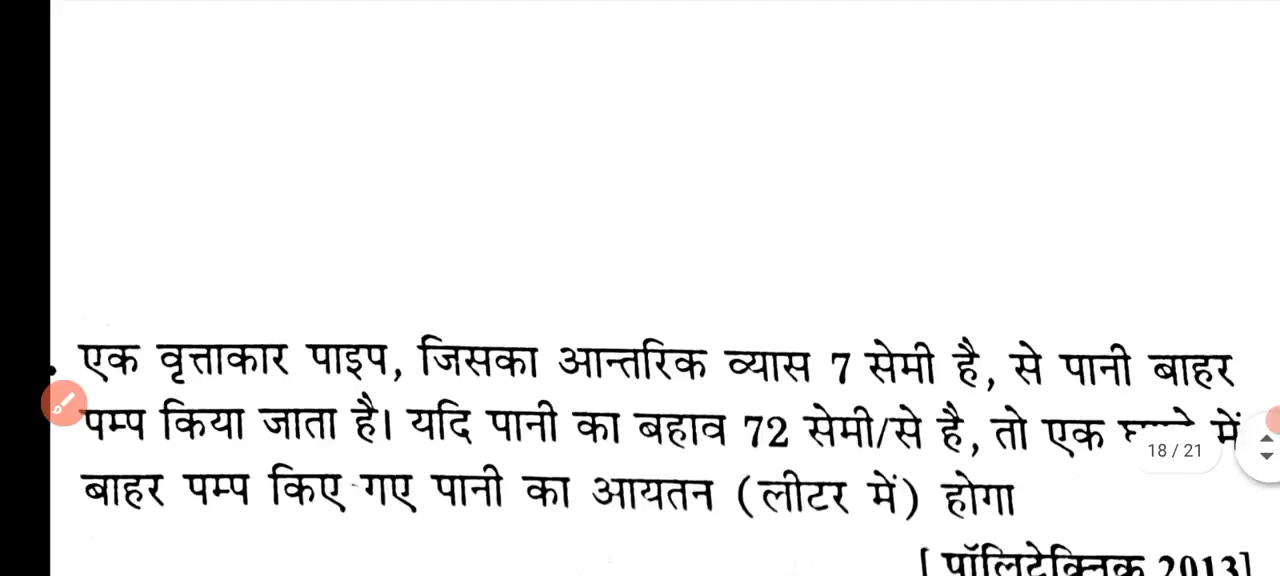 एक वृत्ताकार पाइप, जिसका आन्तरिक व्यास 7 सेमी है, से पानी बाहर
पम्प किया जाता है। यदि पानी का बहाव 72 सेमी/से है, तो एक में
18 / 21
बाहर पम्प किए गए पानी का आयतन (लीटर में) होगा
[ पॉलिटेक्निक 2013]